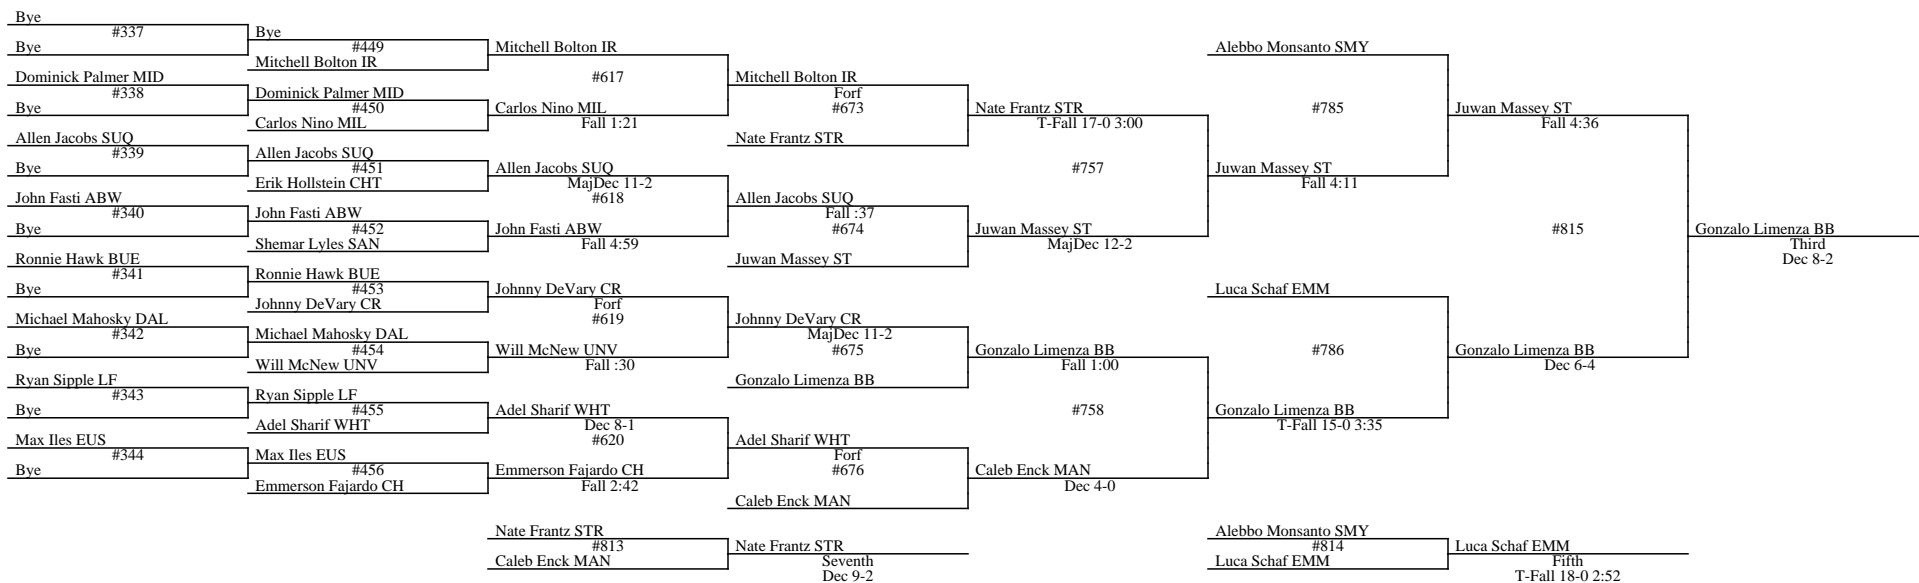 Bye
#337
Bye
Dominick Palmer MID
#338
Bye
Allen Jacobs SUQ
#339
Bye
John Fasti ABW
#340
Bye
Ronnie Hawk BUE
#341
Bye
Michael Mahosky DAL
#342
Bye
Ryan Sipple LF
#343
Bye
Max Iles EUS
#344
Bye
Bye
#449
Mitchell Bolton IR
Dominick Palmer MID
#450
Carlos Nino MIL
Allen Jacobs SUQ
#451
Erik Hollstein CHT
John Fasti ABW
#452
Shemar Lyles SAN
Ronnie Hawk BUE
#453
Johnny DeVary CR
Michael Mahosky DAL
#454
Will McNew UNV
Ryan Sipple LF
#455
Adel Sharif WHT
Max Iles EUS
#456
Emmerson Fajardo CH
Mitchell Bolton IR
#617
Carlos Nino MIL
Fall 1:21
Allen Jacobs SUQ
MajDec 11-2
#618
John Fasti ABW
Fall 4:59
Johnny DeVary CR
Forf
#619
Will McNew UNV
Fall :30
Adel Sharif WHT
Dec 8-1
#620
Emmerson Fajardo CH
Fall 2:42
Mitchell Bolton IR
Forf
#673
Nate Frantz STR
Allen Jacobs SUQ
Fall :37
#674
Juwan Massey ST
Johnny DeVary CR
MajDec 11-2
#675
Gonzalo Limenza BB
Adel Sharif WHT
Forf
#676
Caleb Enck MAN
Nate Frantz STR
T-Fall 17-0 3:00
#757
Juwan Massey ST
MajDec 12-2
Gonzalo Limenza BB
Fall 1:00
#758
Caleb Enck MAN
Dec 4-0
Alebbo Monsanto SMY
#785
Juwan Massey ST
Fall 4:11
Luca Schaf EMM
#786
Gonzalo Limenza BB
T-Fall 15-0 3:35
Juwan Massey ST
Fall 4:36
#815
Gonzalo Limenza BB
Dec 6-4
Gonzalo Limenza BB
Third
Dec 8-2
Nate Frantz STR
#813
Caleb Enck MAN
Nate Frantz STR
Seventh
Dec 9-2
Alebbo Monsanto SMY
#814
Luca Schaf EMM
Luca Schaf EMM
Fifth
T-Fall 18-0 2:52